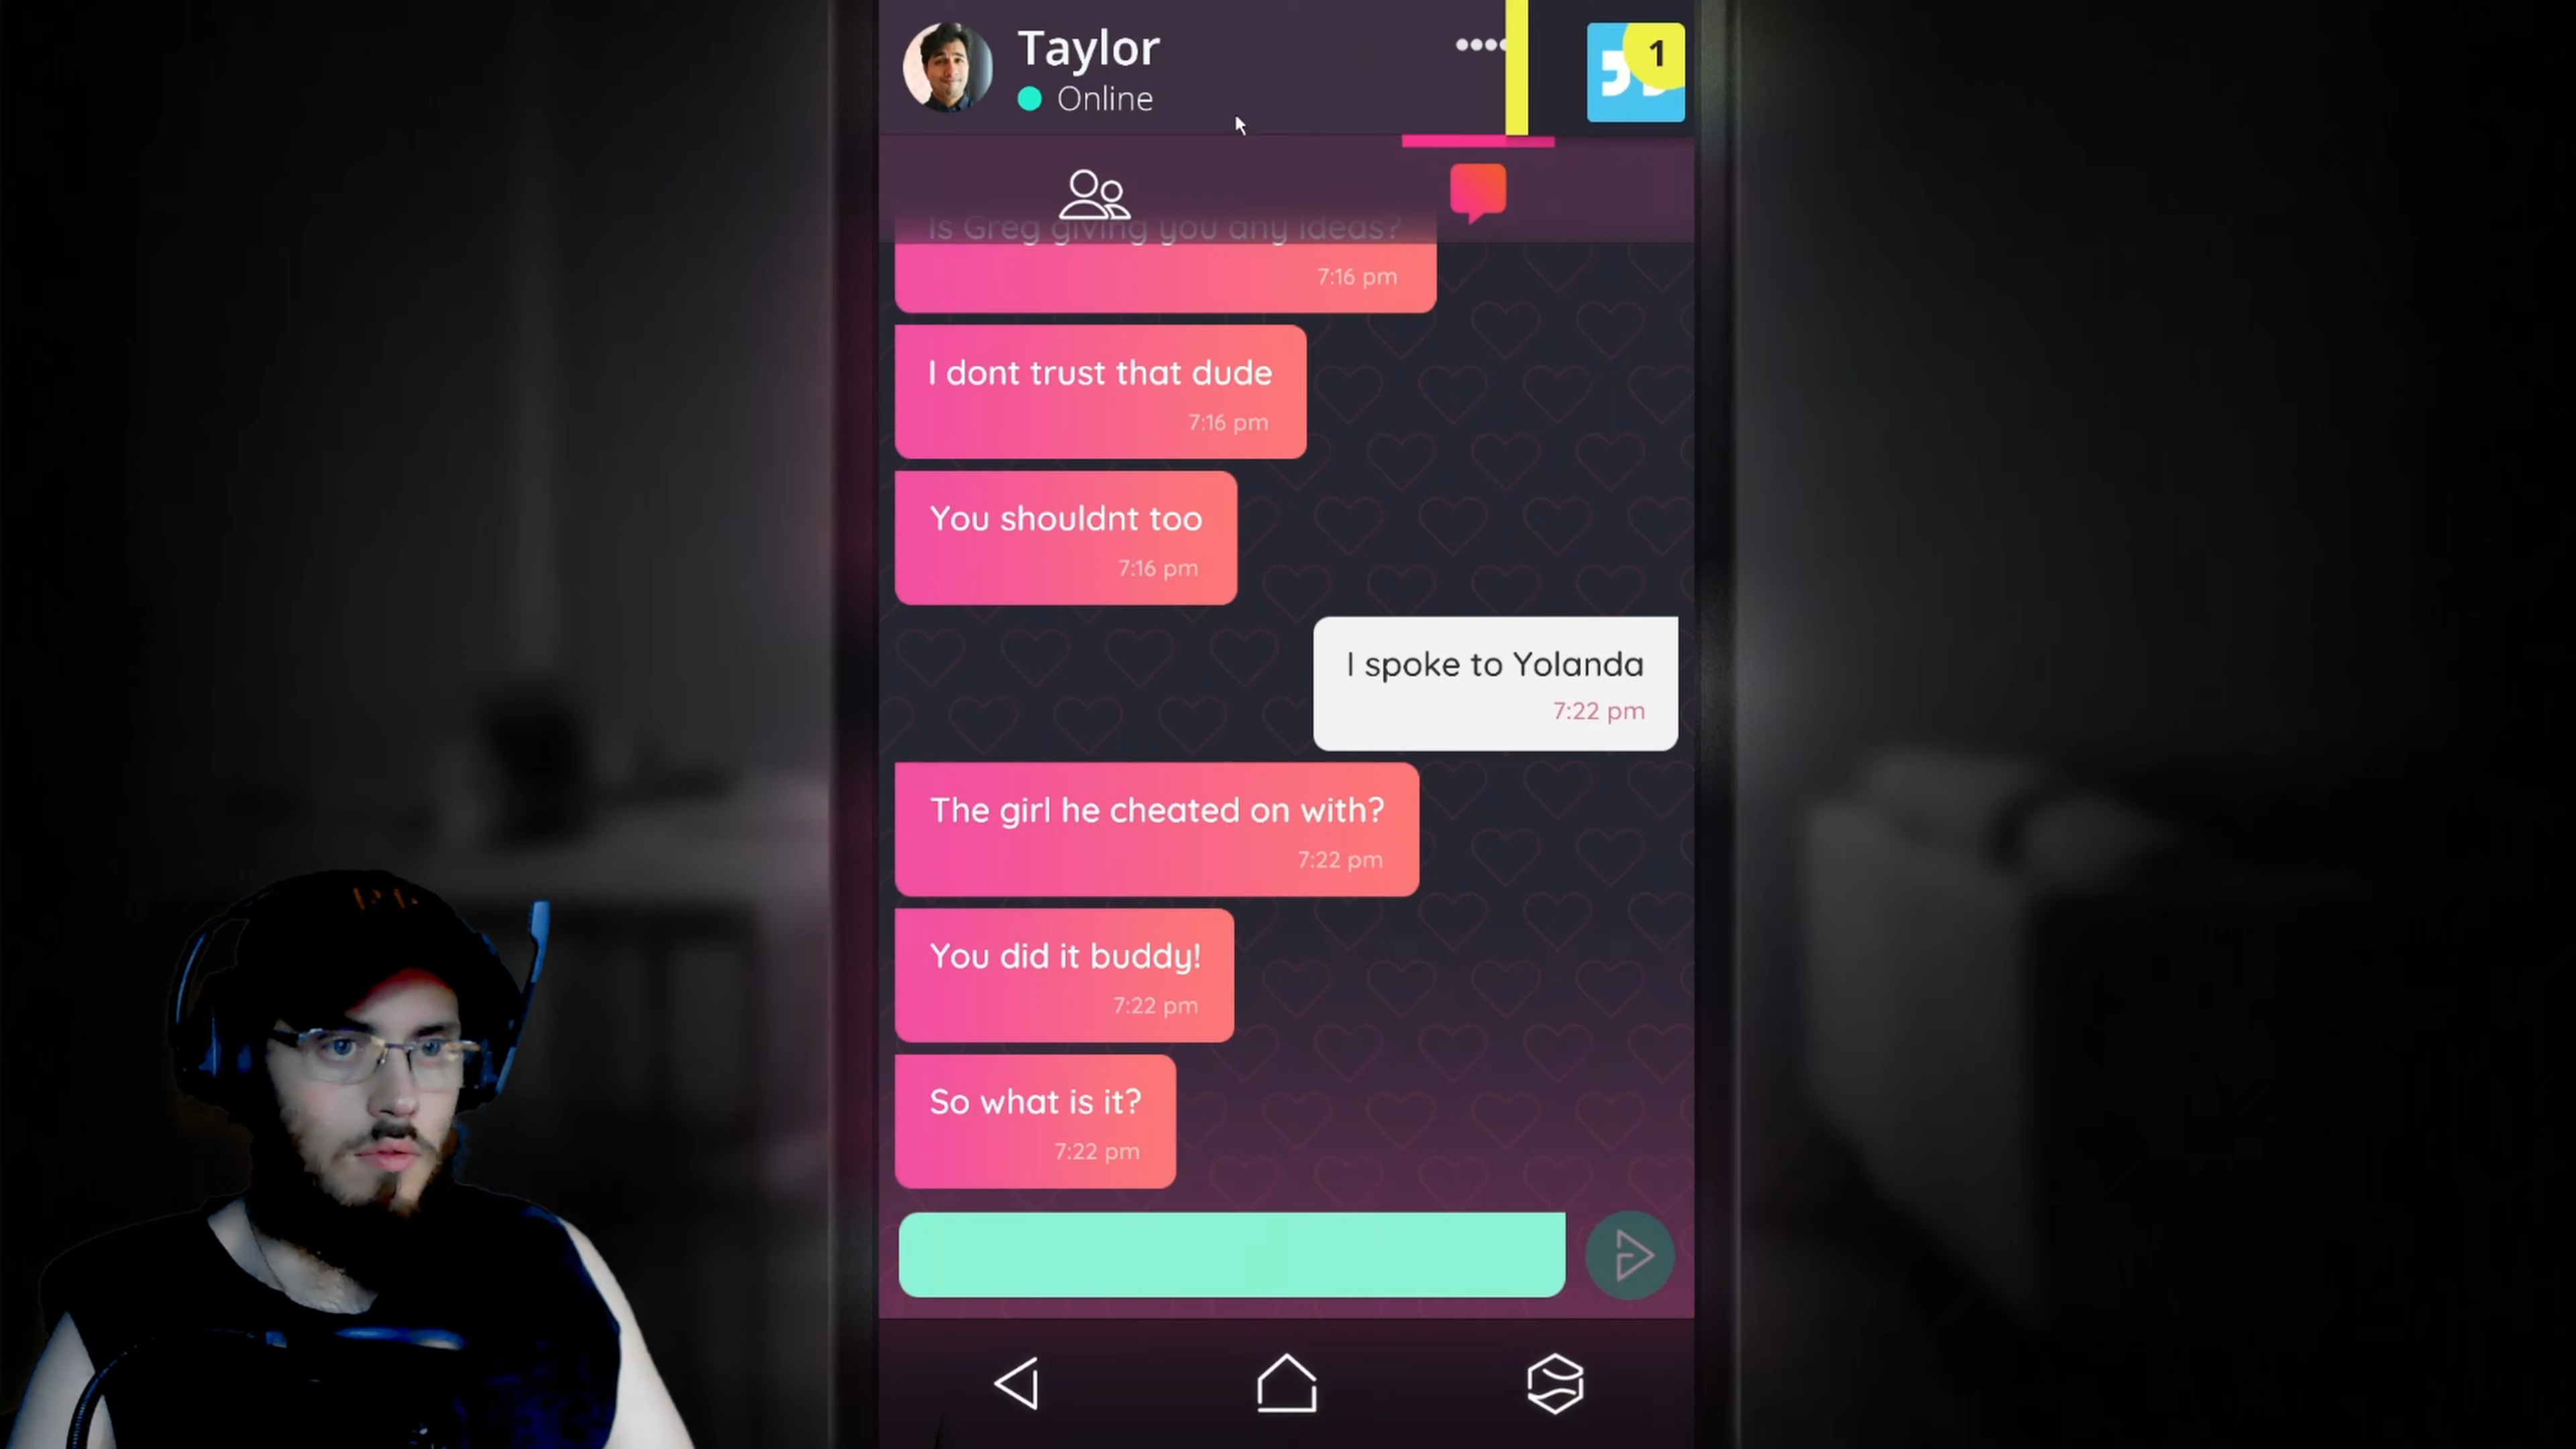 Taylor
1
Online
Is Greg giving you any ideas?
7:16 pm
I dont trust that dude
7:16 pm
You shouldnt too
7:16 pm
I spoke to Yolanda
7:22 pm
The girl he cheated on with?
7:22 pm
You did it buddy!
7:22 pm
So what is it?
7:22 pm